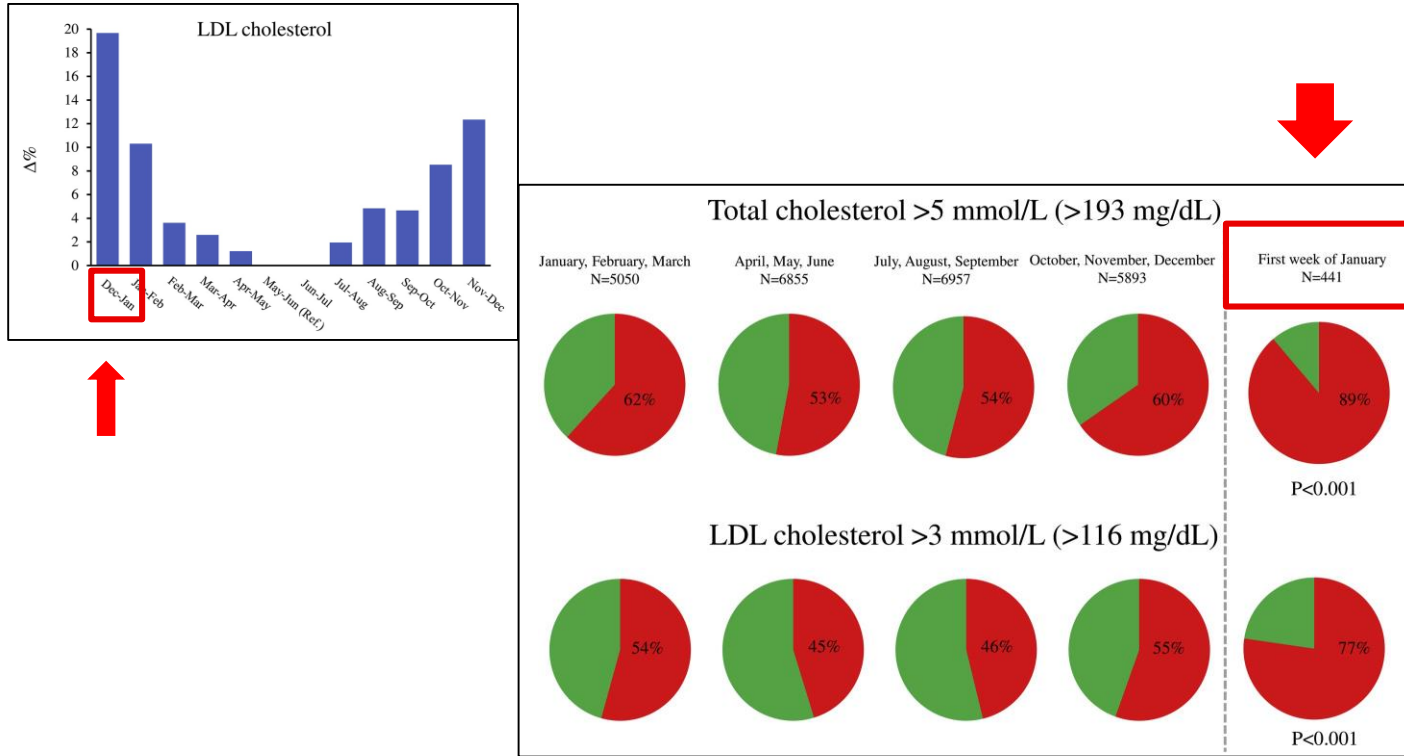 LDL cholesterol
20
18
16
14
12
10
8
6
4
2
0
Δ%
Dec-Jan
Jan-Feb
Feb-Mar
Mar-Apr
Apr-May
May-Jun (Ref.)
Jun-Jul
Jul-Aug
Aug-Sep
Sep-Oct
Oct-Nov
Nov-Dec
Total cholesterol >5 mmol/L (>193 mg/dL)
January, February, March
N=5050
April, May, June
N=6855
July, August, September
N=6957
October, November, December
N=5893
First week of January
N=441
62%
53%
54%
60%
89%
P<0.001
LDL cholesterol >3 mmol/L (>116 mg/dL)
54%
45%
46%
55%
77%
P<0.001